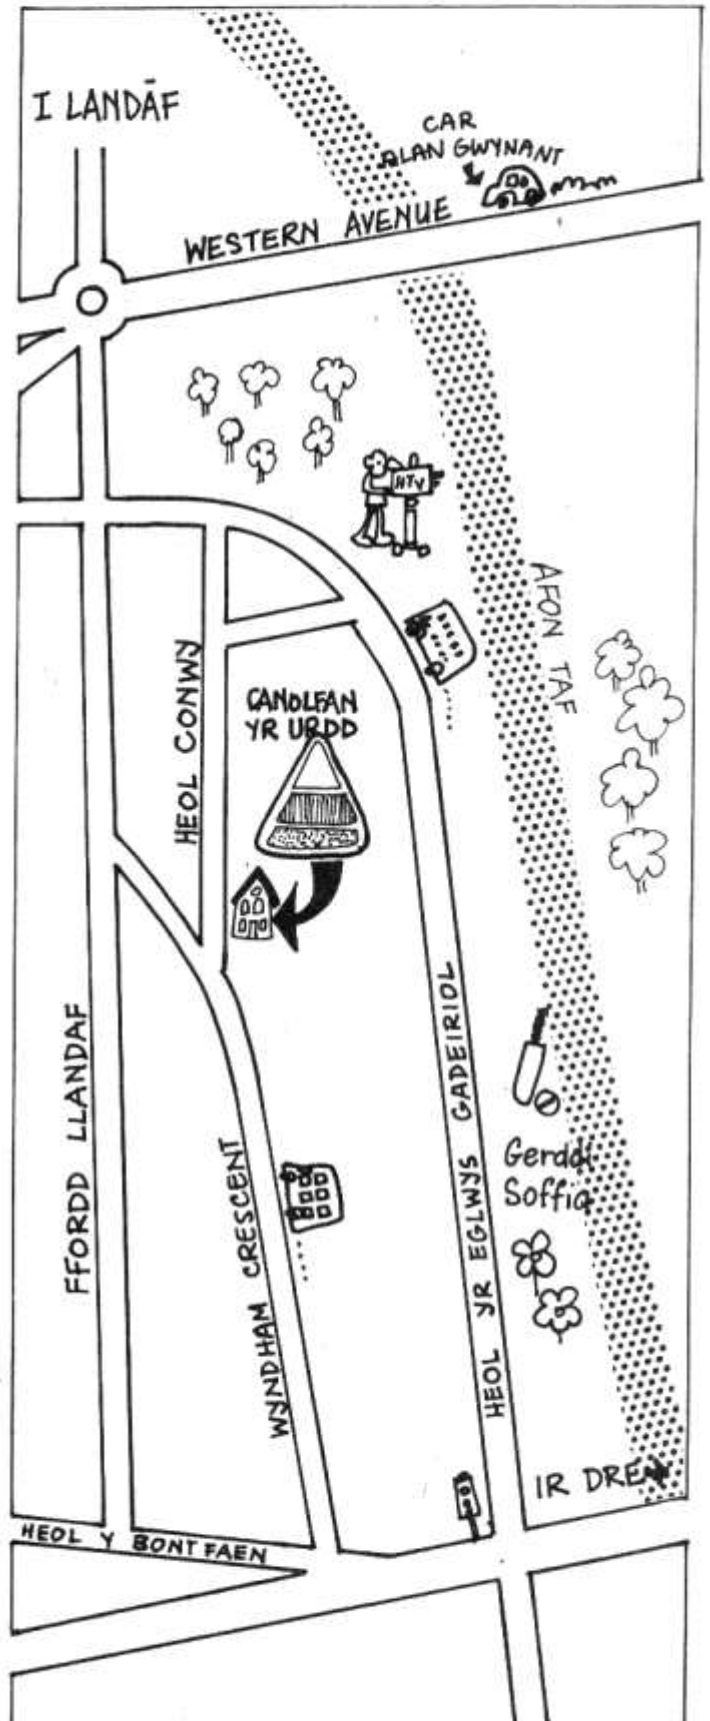 I LANDÄF
CAR
ALAN GWYNANT
WESTERN AVENUE
HTV
AFON TAF
HEOL CONWY
CANOLFAN
YR URDD
FFORDD LLANDAF
HEOL YR EGLWYS GADEIRIOL
WYNDHAM CRESCENT
Gerddi
Soffia
IR DRE
HEOL Y BONT FAEN